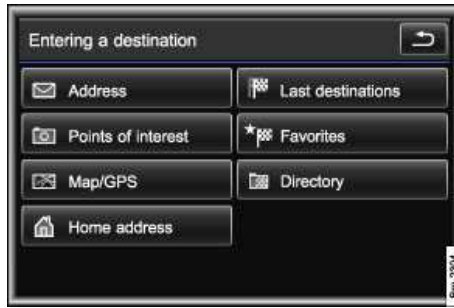 Entering a destination
Address
Last destinations
Points of interest
Favorites
Map/GPS
Directory
Home address